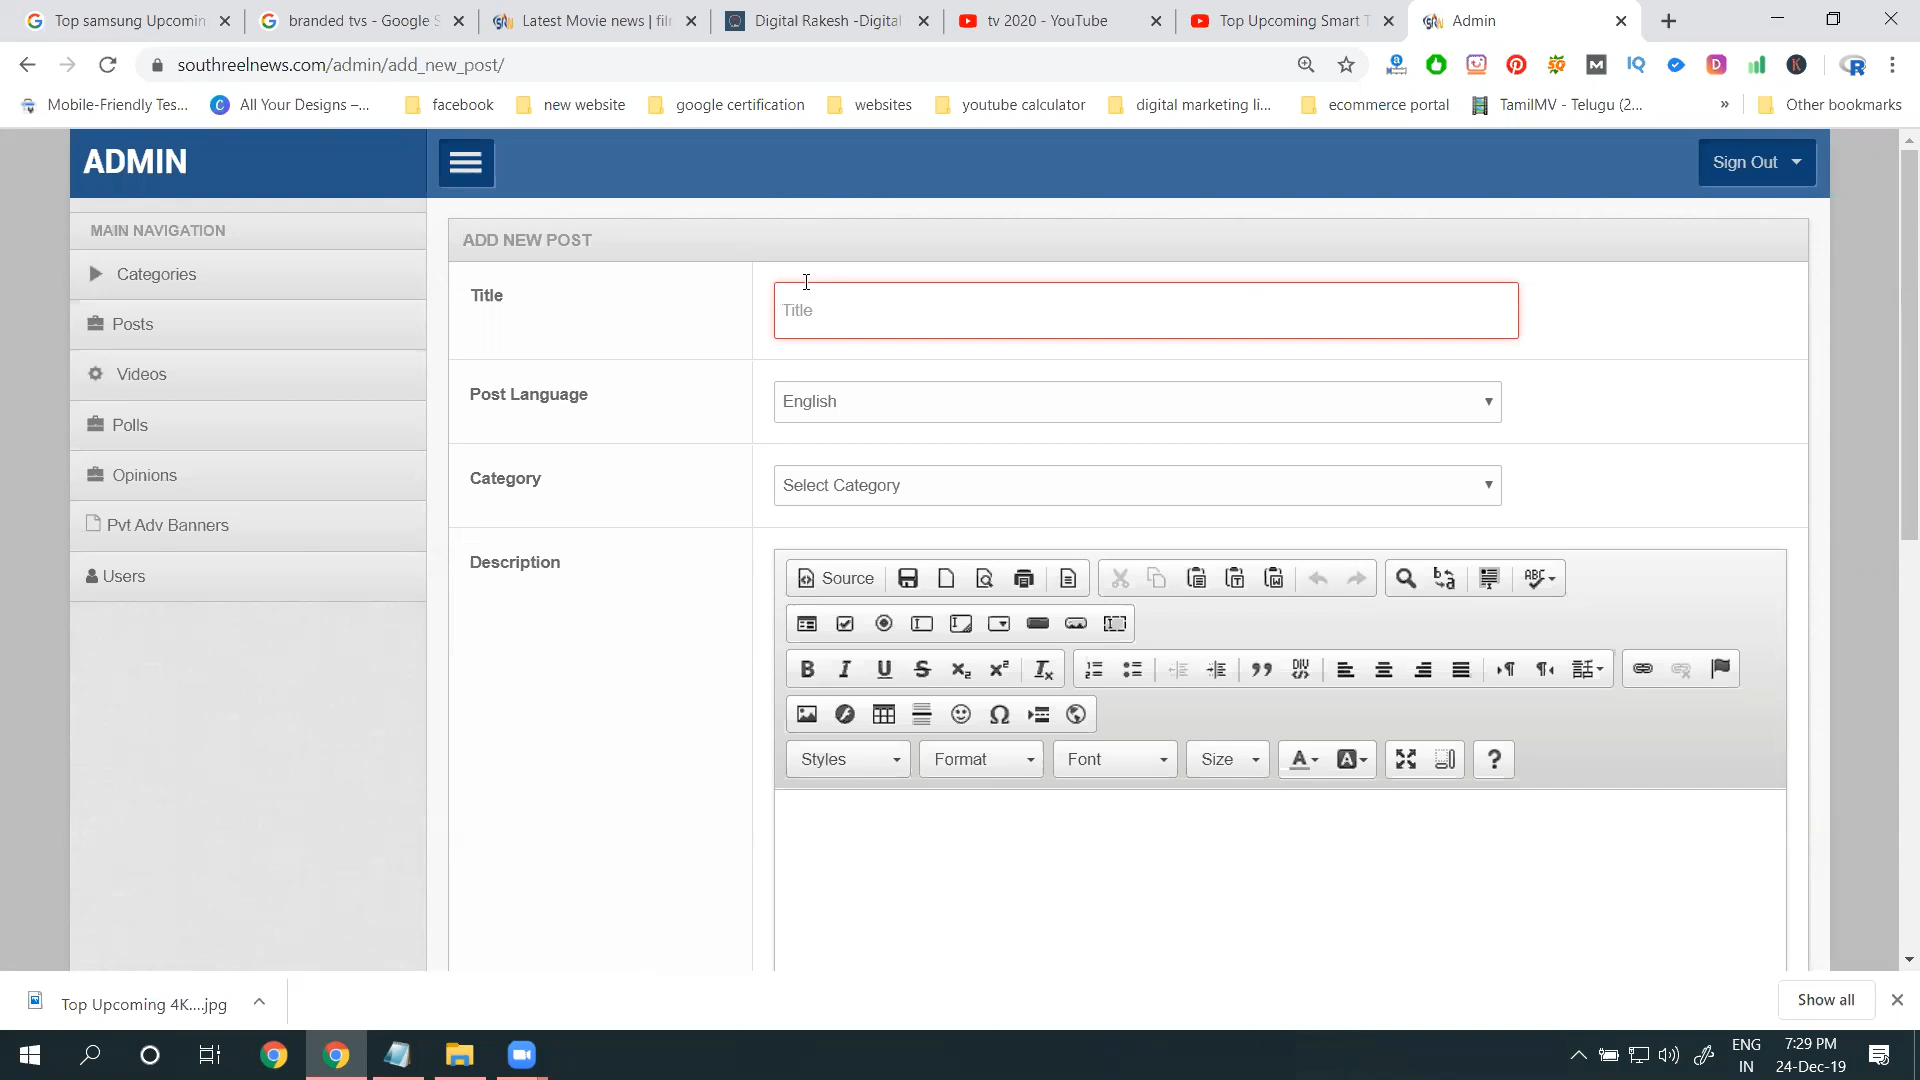 Top samsung Upcomin
branded tvs - Google S
Latest Movie news | fil
Digital Rakesh -Digita
tv 2020 - YouTube
Top Upcoming Smart T
Admin
southreelnews.com/admin/add_new_post/
Mobile-Friendly Tes...
All Your Designs –...
facebook
new website
google certification
websites
youtube calculator
digital marketing li...
ecommerce portal
TamilMV - Telugu (2...
»
Other bookmarks
ADMIN
Sign Out
MAIN NAVIGATION
Categories
Posts
Videos
Polls
Opinions
Pvt Adv Banners
Users
ADD NEW POST
Title
Title
Post Language
English
Category
Select Category
Description
Source
Styles
Format
Font
Size
Top Upcoming 4K....jpg
Show all
ENG
IN
7:29 PM
24-Dec-19